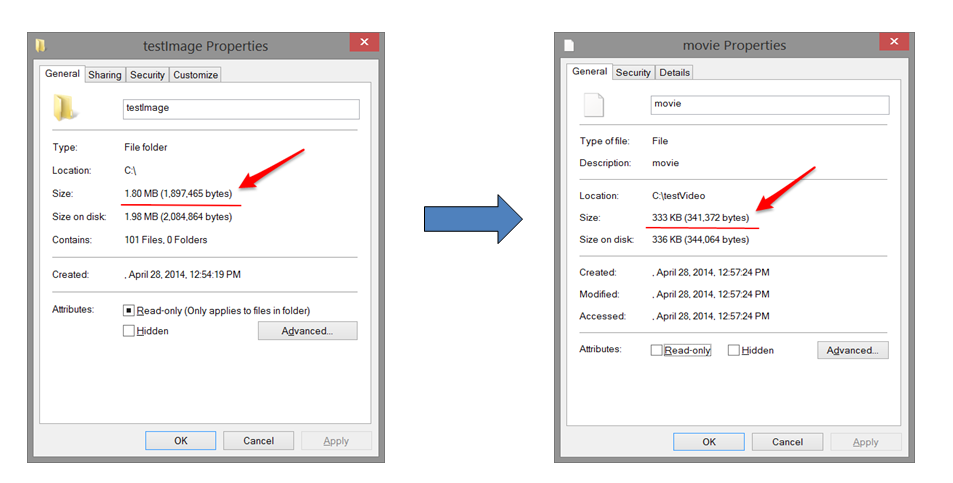 testImage Properties
General Sharing Security Customize
testImage
Type: File folder
Location: C:\
Size: 1.80 MB (1,897,465 bytes)
Size on disk: 1.98 MB (2,084,864 bytes)
Contains: 101 Files, 0 Folders
Created: , April 28, 2014, 12:54:19 PM
Attributes: Read-only (Only applies to files in folder)
Hidden Advanced...
OK Cancel Apply
movie Properties
General Security Details
movie
Type of file: File
Description: movie
Location: C:\testVideo
Size: 333 KB (341,372 bytes)
Size on disk: 336 KB (344,064 bytes)
Created: , April 28, 2014, 12:57:24 PM
Modified: , April 28, 2014, 12:57:24 PM
Accessed: , April 28, 2014, 12:57:24 PM
Attributes: Read-only Hidden Advanced...
OK Cancel Apply